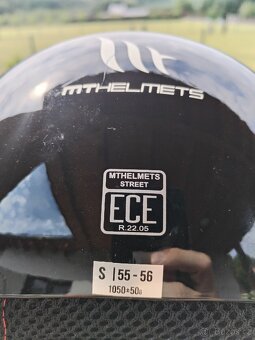 MTHELMETS
MTHELMETS
STREET
ECE
R.22.05
S | 55 - 56
1050±50g